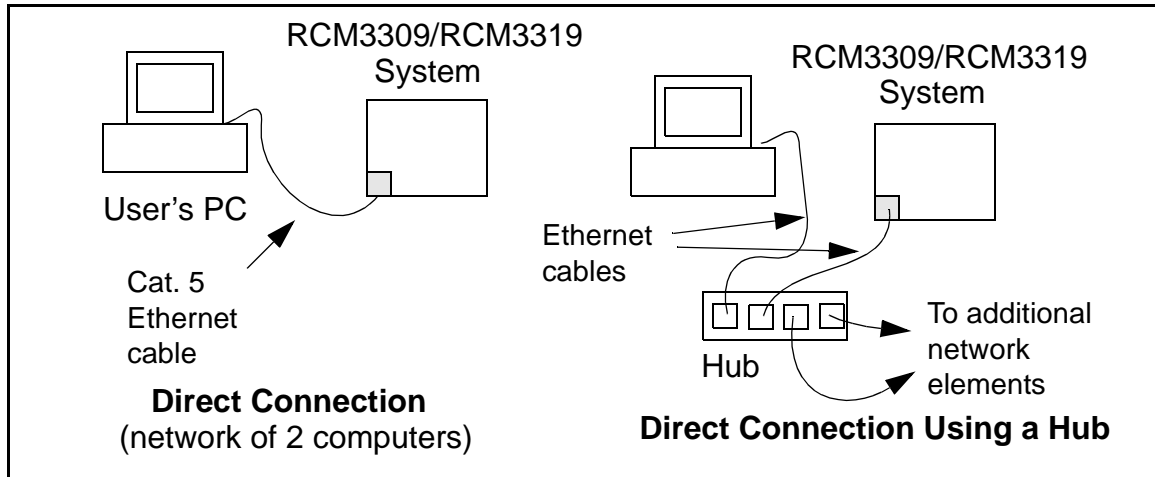 RCM3309/RCM3319
System
User's PC
Cat. 5
Ethernet
cable
Direct Connection
(network of 2 computers)
RCM3309/RCM3319
System
Ethernet
cables
Hub
To additional
network
elements
Direct Connection Using a Hub